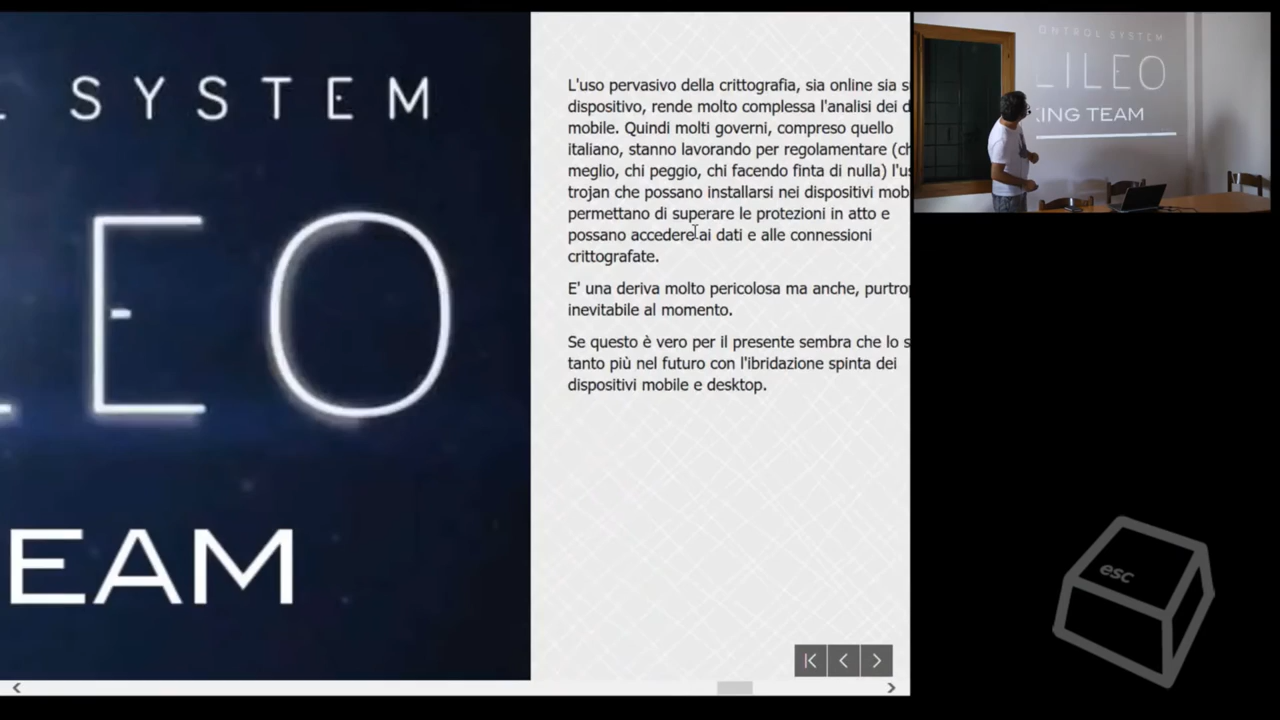 SYSTEM
EO
EAM
L'uso pervasivo della crittografia, sia online sia
dispositivo, rende molto complessa l'analisi dei
mobile. Quindi molti governi, compreso quello
italiano, stanno lavorando per regolamentare
meglio, chi peggio, chi facendo finta di nulla)
trojan che possano installarsi nei dispositivi
permettano di superare le protezioni in atto e
possano accedere ai dati e alle connessioni
crittografate.
E' una deriva molto pericolosa ma anche,
inevitabile al momento.
Se questo è vero per il presente sembra che lo
tanto più nel futuro con l'ibridazione spinta dei
dispositivi mobile e desktop.
ONTROL SYSTEM
LILEO
KING TEAM
esc